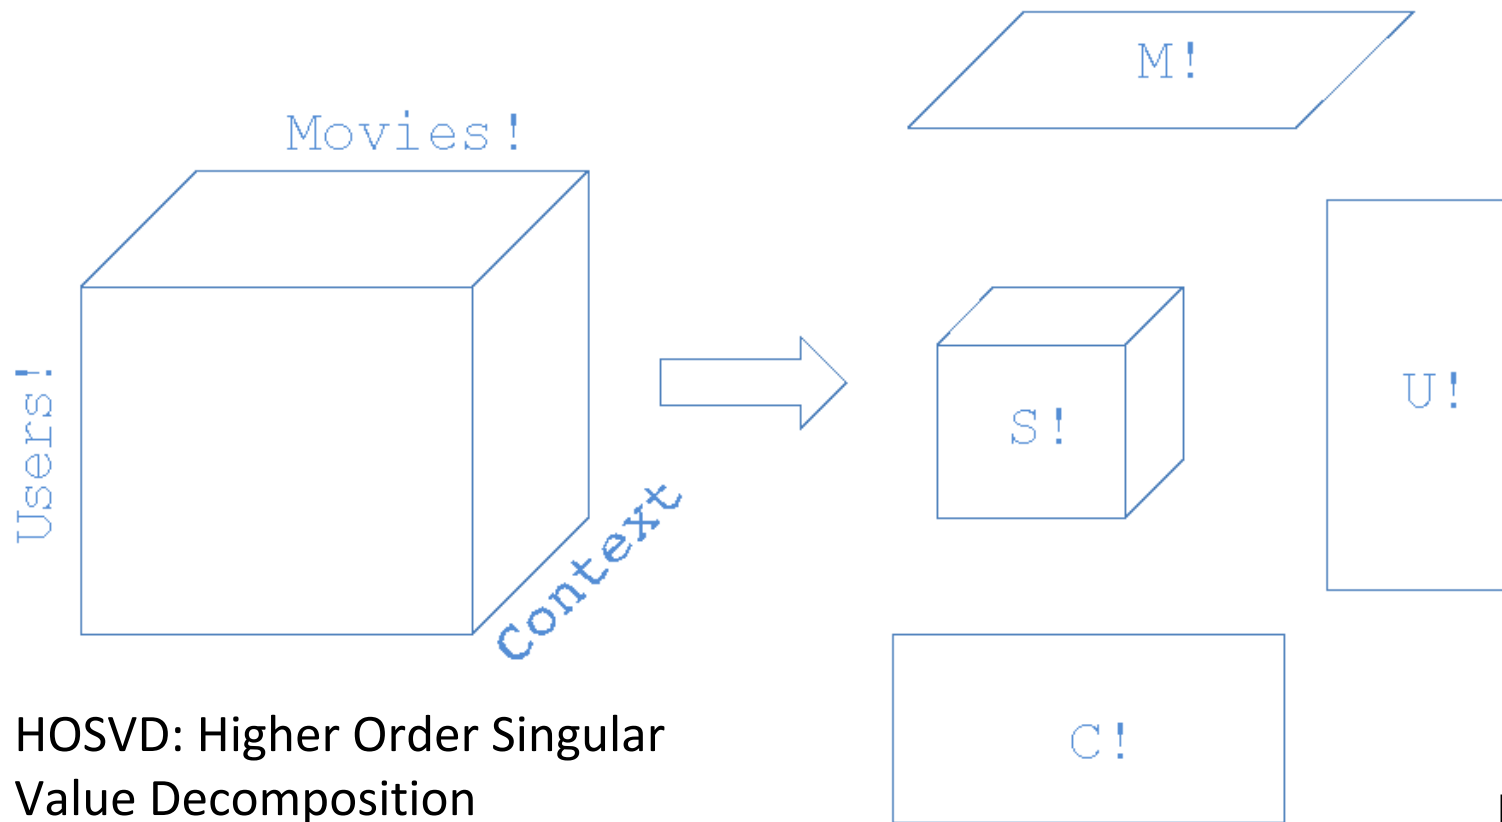 M!
Movies!
Users!
S!
U!
Context
C!
HOSVD: Higher Order Singular
Value Decomposition